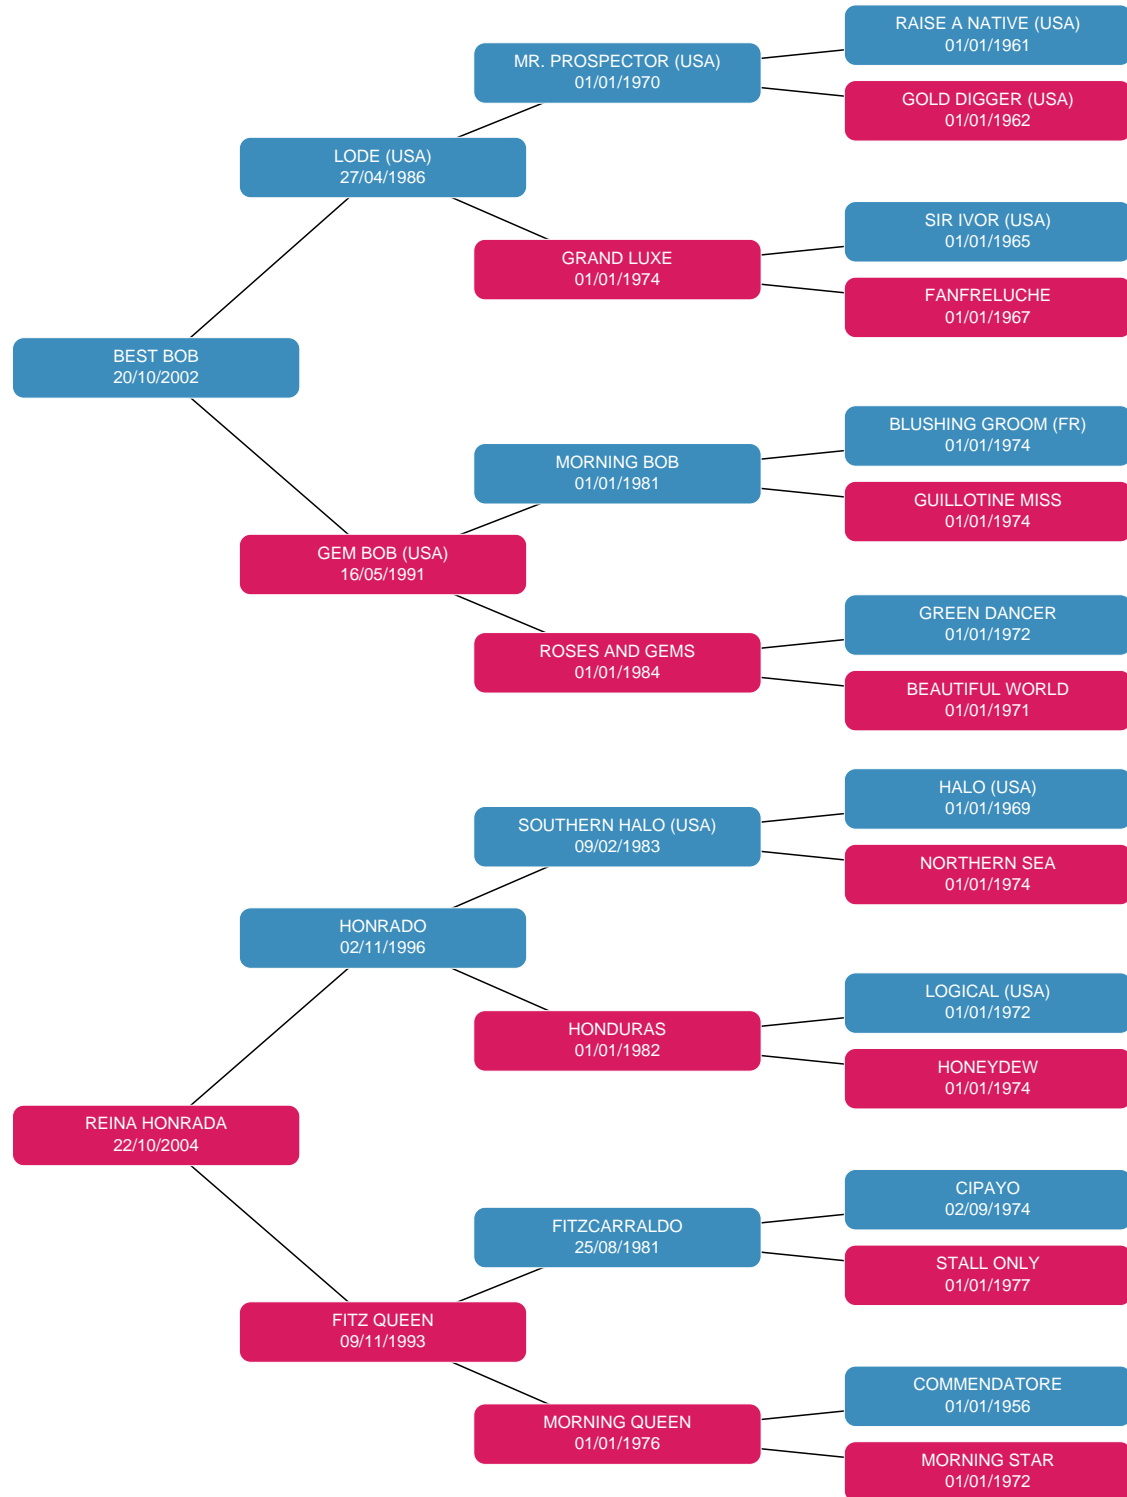 RAISE A NATIVE (USA)
01/01/1961
MR. PROSPECTOR (USA)
01/01/1970
GOLD DIGGER (USA)
01/01/1962
LODE (USA)
27/04/1986
SIR IVOR (USA)
01/01/1965
GRAND LUXE
01/01/1974
FANFRELUCHE
01/01/1967
BEST BOB
20/10/2002
BLUSHING GROOM (FR)
01/01/1974
MORNING BOB
01/01/1981
GUILLOTINE MISS
01/01/1974
GEM BOB (USA)
16/05/1991
GREEN DANCER
01/01/1972
ROSES AND GEMS
01/01/1984
BEAUTIFUL WORLD
01/01/1971
HALO (USA)
01/01/1969
SOUTHERN HALO (USA)
09/02/1983
NORTHERN SEA
01/01/1974
HONRADO
02/11/1996
LOGICAL (USA)
01/01/1972
HONDURAS
01/01/1982
HONEYDEW
01/01/1974
REINA HONRADA
22/10/2004
CIPAYO
02/09/1974
FITZCARRALDO
25/08/1981
STALL ONLY
01/01/1977
FITZ QUEEN
09/11/1993
COMMENDATORE
01/01/1956
MORNING QUEEN
01/01/1976
MORNING STAR
01/01/1972